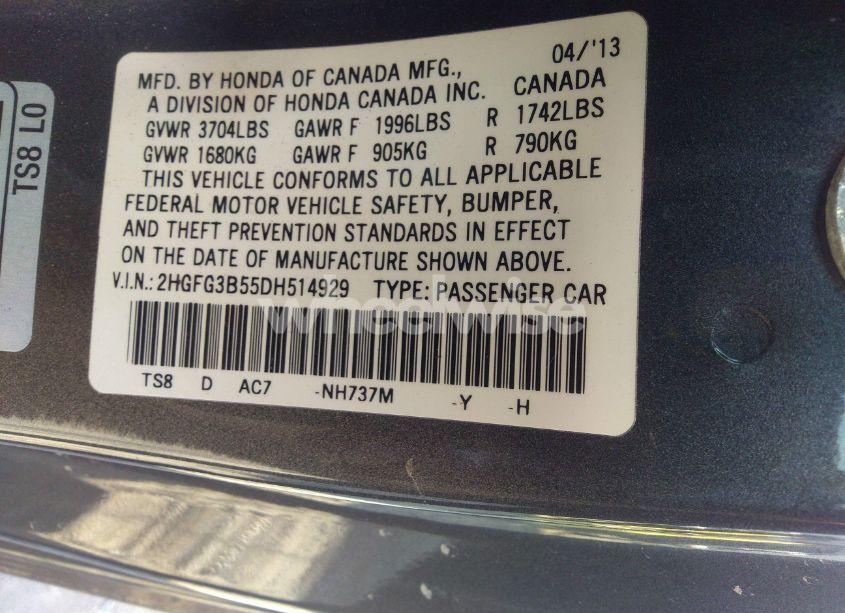 04/'13
MFD. BY HONDA OF CANADA MFG.,
A DIVISION OF HONDA CANADA INC. CANADA
GVWR 3704LBS GAWR F 1996LBS R 1742LBS
GVWR 1680KG GAWR F 905KG R 790KG
THIS VEHICLE CONFORMS TO ALL APPLICABLE
FEDERAL MOTOR VEHICLE SAFETY, BUMPER,
AND THEFT PREVENTION STANDARDS IN EFFECT
ON THE DATE OF MANUFACTURE SHOWN ABOVE.
V.I.N.: 2HGFG3B55DH514929 TYPE: PASSENGER CAR
wheelwise
TS8 D AC7 -NH737M -Y -H
TS8 L0